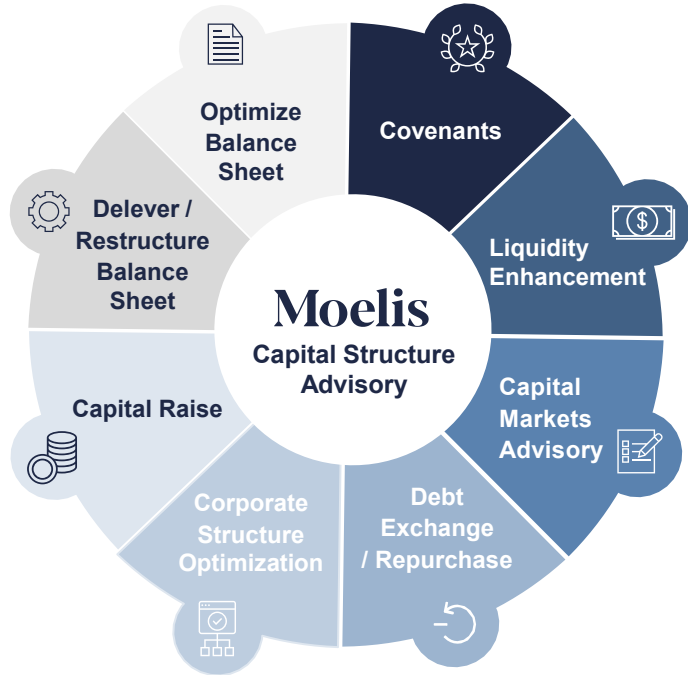 Moelis
Capital Structure
Advisory
Covenants
Liquidity
Enhancement
Capital
Markets
Advisory
Debt
Exchange
/ Repurchase
Corporate
Structure
Optimization
Capital Raise
Delever /
Restructure
Balance
Sheet
Optimize
Balance
Sheet
$